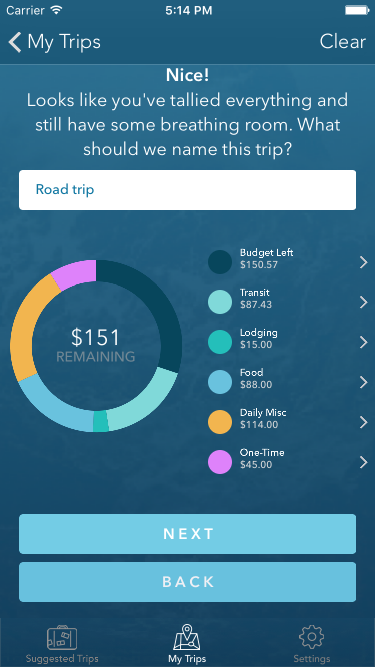 Carrier 5:14 PM
My Trips Clear
Nice!
Looks like you've tallied everything and
still have some breathing room. What
should we name this trip?
Road trip
$151
REMAINING
Budget Left
$150.57
Transit
$87.43
Lodging
$15.00
Food
$88.00
Daily Misc
$114.00
One-Time
$45.00
NEXT
BACK
Suggested Trips My Trips Settings